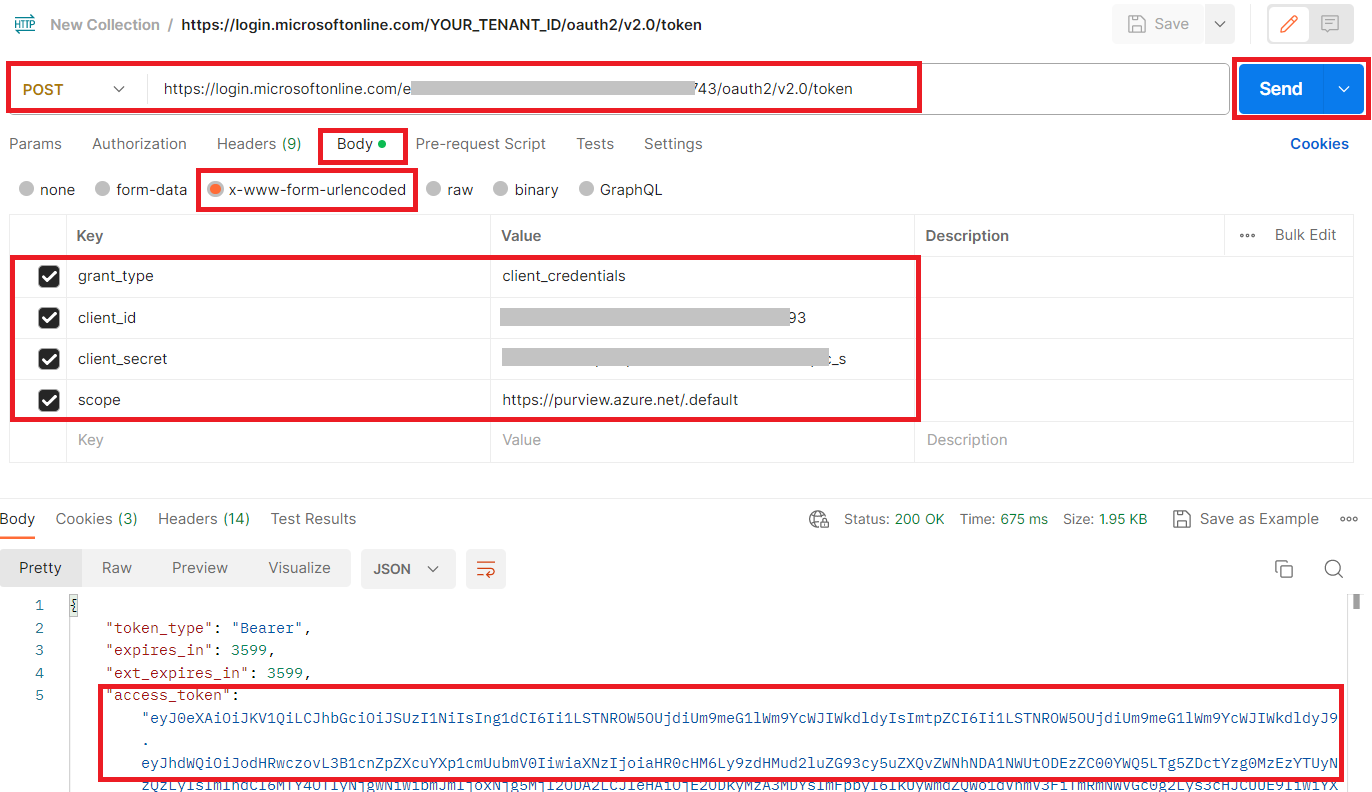 HTTP New Collection / https://login.microsoftonline.com/YOUR_TENANT_ID/oauth2/v2.0/token Save
POST https://login.microsoftonline.com/e 743/oauth2/v2.0/token Send
Params Authorization Headers (9) Body Pre-request Script Tests Settings Cookies
none form-data x-www-form-urlencoded raw binary GraphQL
Key Value Description Bulk Edit
grant_type client_credentials
client_id 93
client_secret _s
scope https://purview.azure.net/.default
Key Value Description
Body Cookies (3) Headers (14) Test Results Status: 200 OK Time: 675 ms Size: 1.95 KB Save as Example
Pretty Raw Preview Visualize JSON
1 {
2 "token_type": "Bearer",
3 "expires_in": 3599,
4 "ext_expires_in": 3599,
5 "access_token":
"eyJ0eXAiOiJKV1QiLCJhbGciOiJSUzI1NiIsIng1dCI6Ii1LSTNROW5OUjdiUm9meG1lWm9YcWJIWkdldyIsImtpZCI6Ii1LSTNROW5OUjdiUm9meG1lWm9YcWJIWkdldyJ9
.
eyJhdWQiOiJodHRwczovL3B1cnZpZXcuYXp1cmUubmV0IiwiaXNzIjoiaHR0cHM6Ly9zdHMud2luZG93cy5uZXQvZWNhNDA1NWUtODEzZC00YWQ5LTg5ZDctYzg0MzEzYTUyN